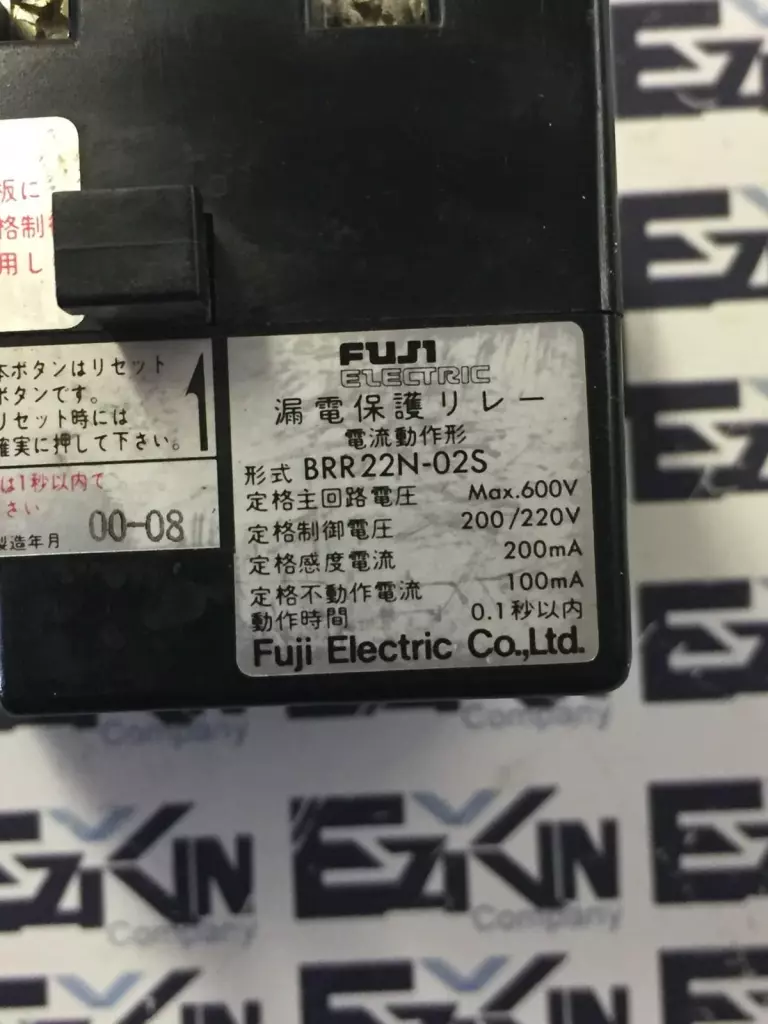 板に
格制
用し
本ボタンはリセット
ボタンです。
リセット時には
確実に押して下さい。
は1秒以内で
さい
製造年月 00-08
FUJI
ELECTRIC
漏電保護リレー
電流動作形
形式 BRR22N-02S
定格主回路電圧 Max.600V
定格制御電圧 200/220V
定格感度電流 200mA
定格不動作電流 100mA
動作時間 0.1秒以内
Fuji Electric Co.,Ltd.
EZKIN
Company
EZKIN
Company
EZKIN
Company